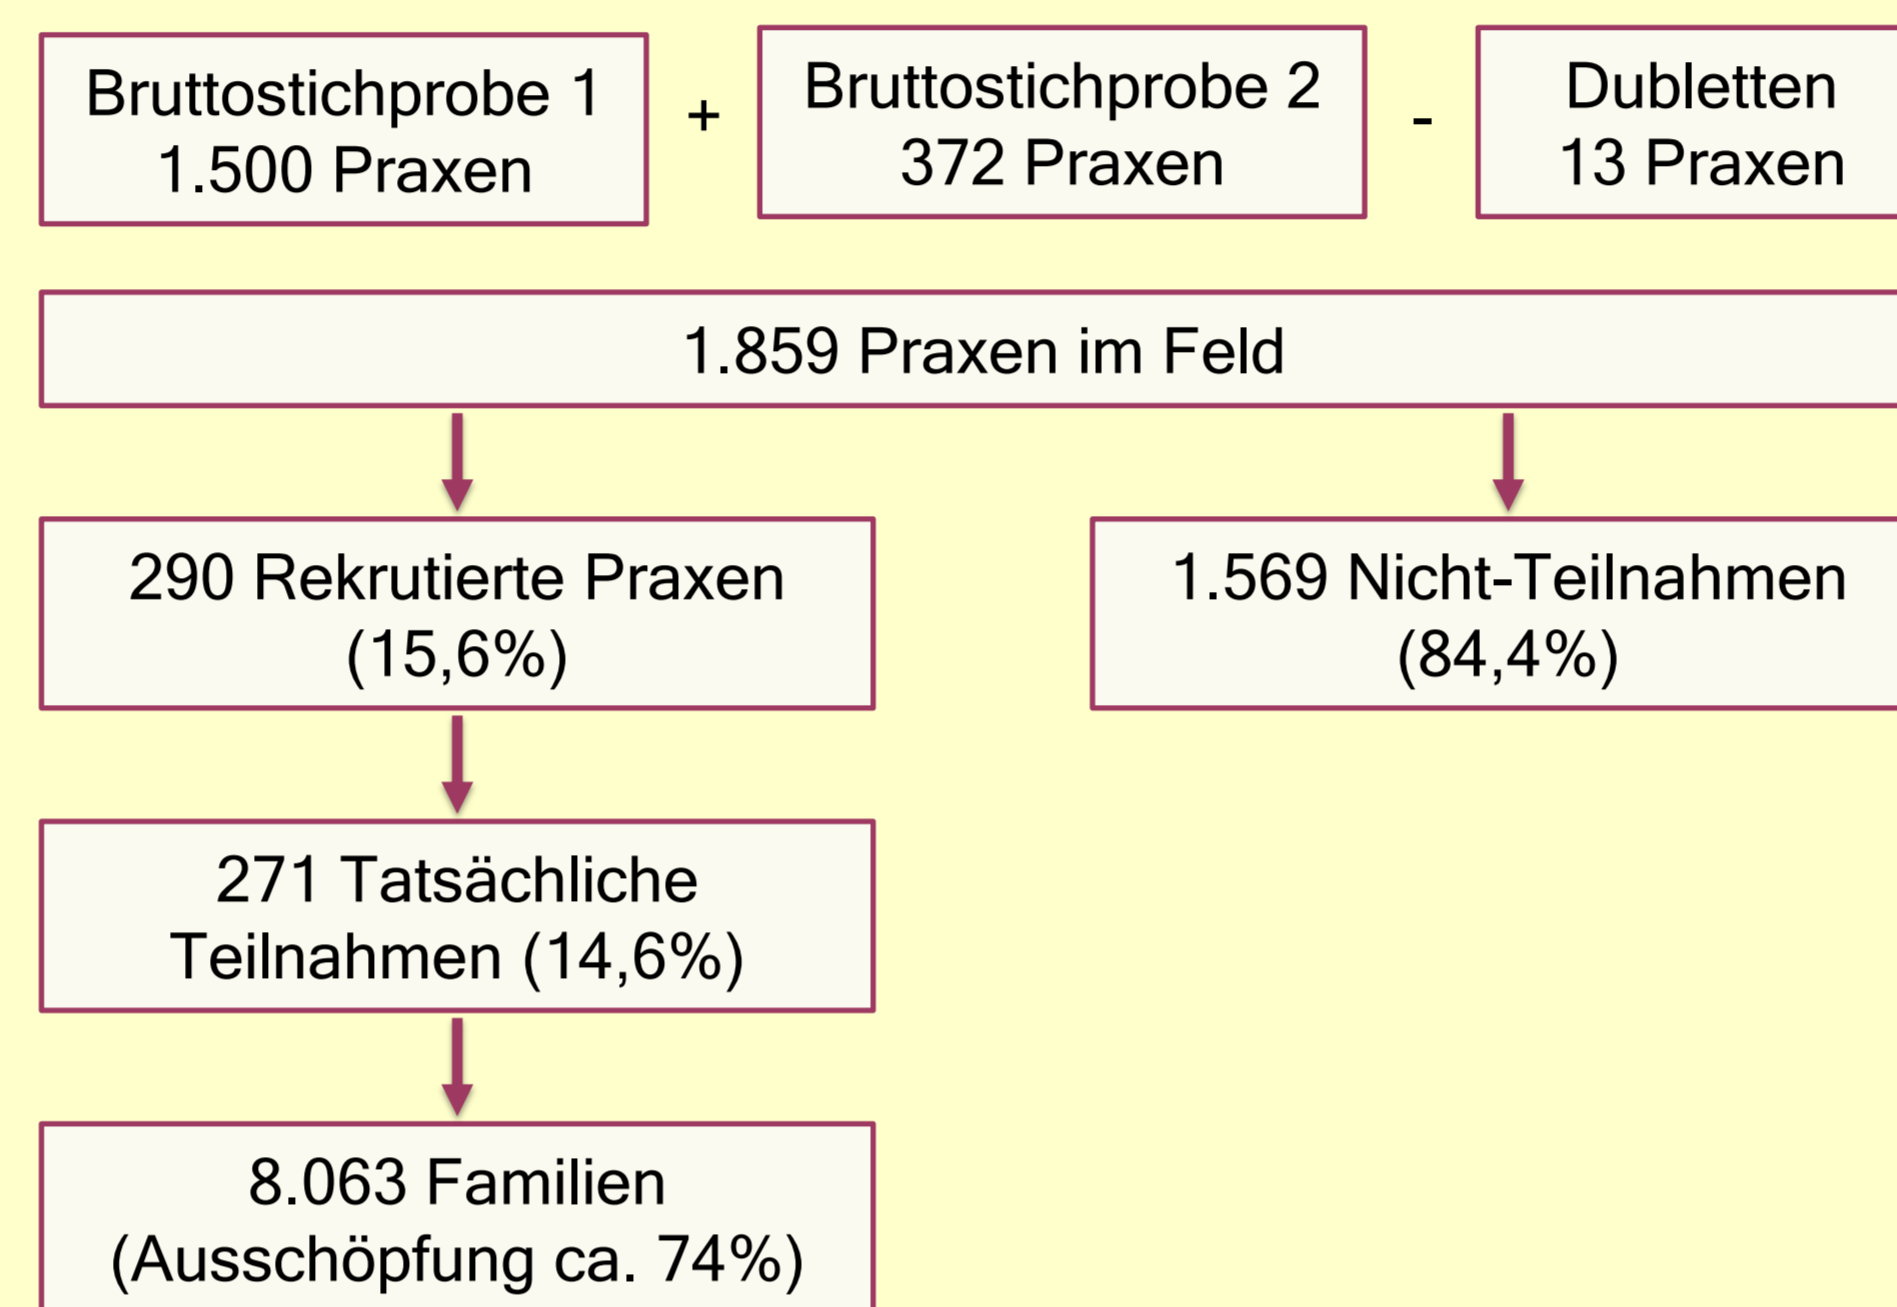 Bruttostichprobe 1
1.500 Praxen
+
Bruttostichprobe 2
372 Praxen
-
Dubletten
13 Praxen
1.859 Praxen im Feld
290 Rekrutierte Praxen
(15,6%)
1.569 Nicht-Teilnahmen
(84,4%)
271 Tatsächliche
Teilnahmen (14,6%)
8.063 Familien
(Ausschöpfung ca. 74%)